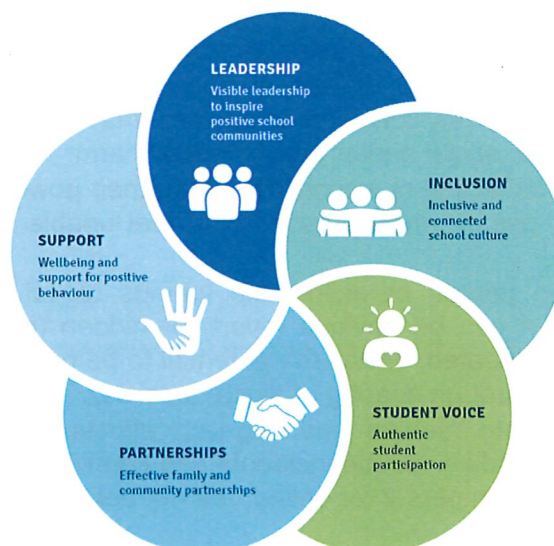 LEADERSHIP
Visible leadership
to inspire
positive school
communities
INCLUSION
Inclusive and
connected
school culture
STUDENT VOICE
Authentic
student
participation
PARTNERSHIPS
Effective family and
community partnerships
SUPPORT
Wellbeing and
support for positive
behaviour